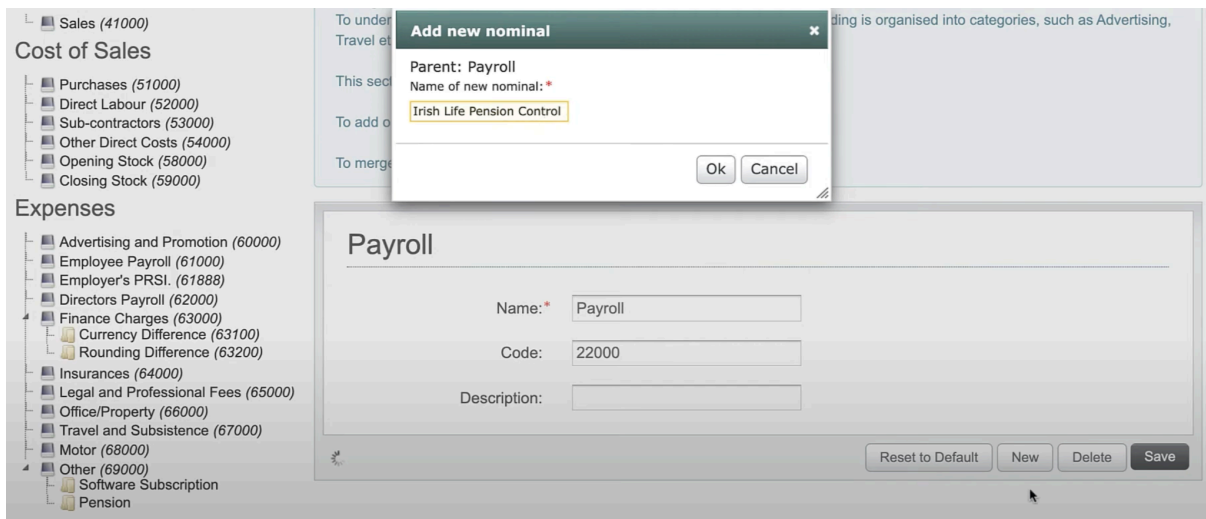 Sales (41000)
Cost of Sales
Purchases (51000)
Direct Labour (52000)
Sub-contractors (53000)
Other Direct Costs (54000)
Opening Stock (58000)
Closing Stock (59000)
Expenses
Advertising and Promotion (60000)
Employee Payroll (61000)
Employer's PRSI. (61888)
Directors Payroll (62000)
Finance Charges (63000)
Currency Difference (63100)
Rounding Difference (63200)
Insurances (64000)
Legal and Professional Fees (65000)
Office/Property (66000)
Travel and Subsistence (67000)
Motor (68000)
Other (69000)
Software Subscription
Pension
To under
ding is organised into categories, such as Advertising,
Travel et
This sect
To add o
To merge
Add new nominal
Parent: Payroll
Name of new nominal:*
Irish Life Pension Control
Ok Cancel
Payroll
Name:* Payroll
Code: 22000
Description:
Reset to Default New Delete Save